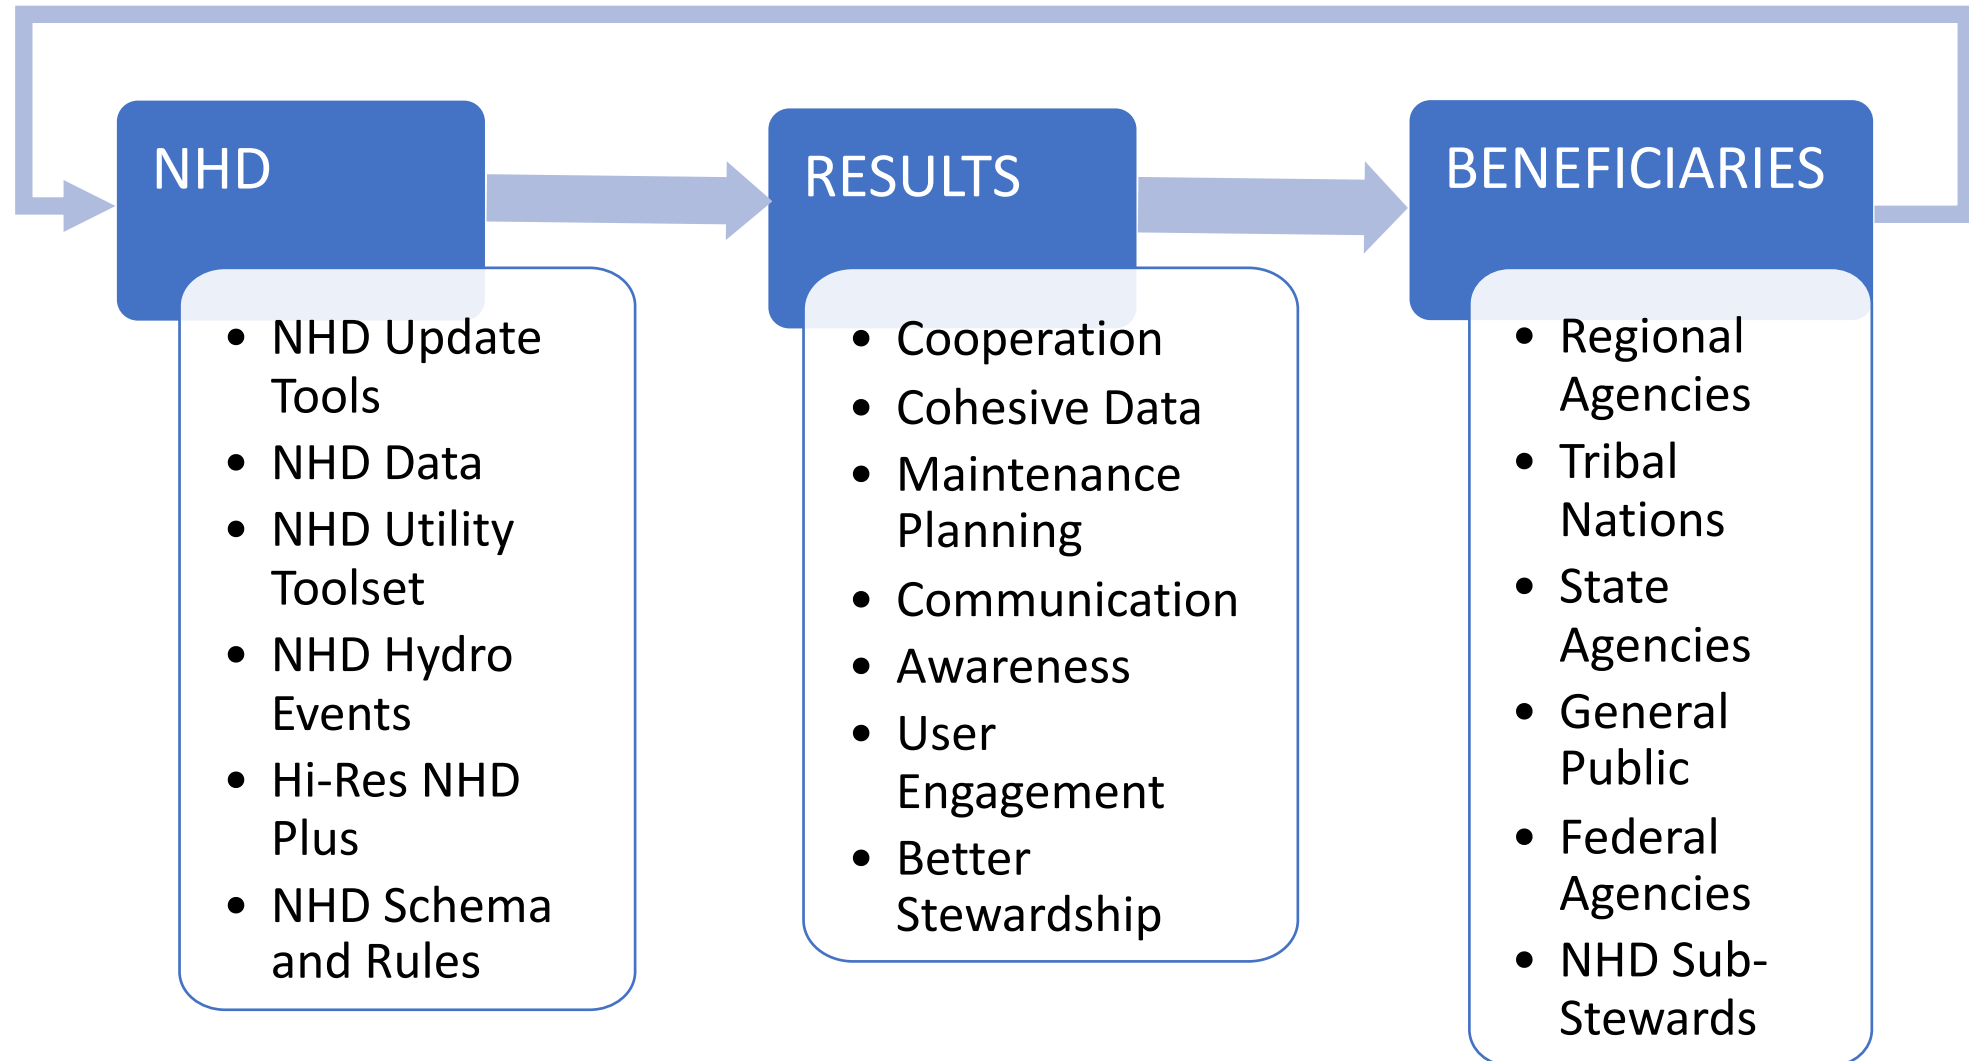 NHD
• NHD Update
Tools
• NHD Data
• NHD Utility
Toolset
• NHD Hydro
Events
• Hi-Res NHD
Plus
• NHD Schema
and Rules
RESULTS
• Cooperation
• Cohesive Data
• Maintenance
Planning
• Communication
• Awareness
• User
Engagement
• Better
Stewardship
BENEFICIARIES
• Regional
Agencies
• Tribal
Nations
• State
Agencies
• General
Public
• Federal
Agencies
• NHD Sub-
Stewards